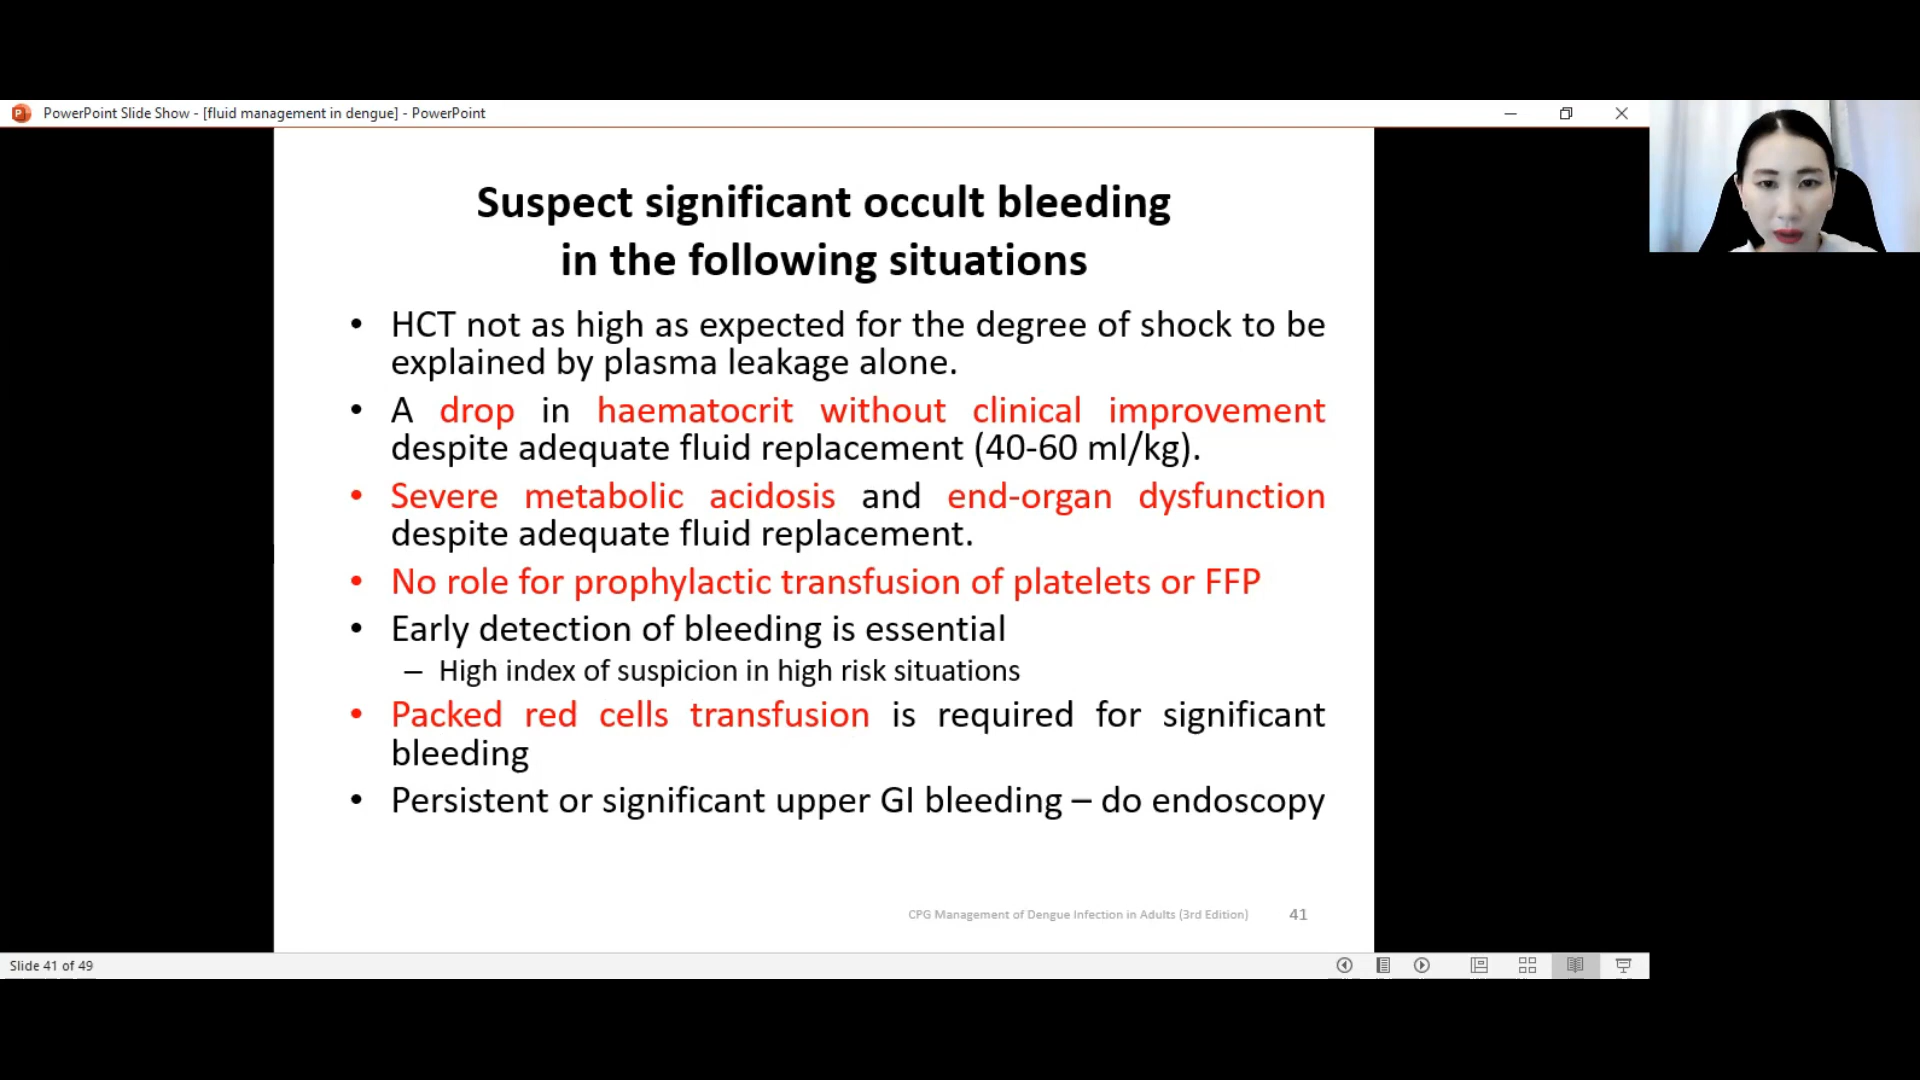 PowerPoint Slide Show - [fluid management in dengue] - PowerPoint
Suspect significant occult bleeding
in the following situations
• HCT not as high as expected for the degree of shock to be
explained by plasma leakage alone.
• A drop in haematocrit without clinical improvement
despite adequate fluid replacement (40-60 ml/kg).
• Severe metabolic acidosis and end-organ dysfunction
despite adequate fluid replacement.
• No role for prophylactic transfusion of platelets or FFP
• Early detection of bleeding is essential
– High index of suspicion in high risk situations
• Packed red cells transfusion is required for significant
bleeding
• Persistent or significant upper GI bleeding – do endoscopy
CPG Management of Dengue Infection in Adults (3rd Edition) 41
Slide 41 of 49